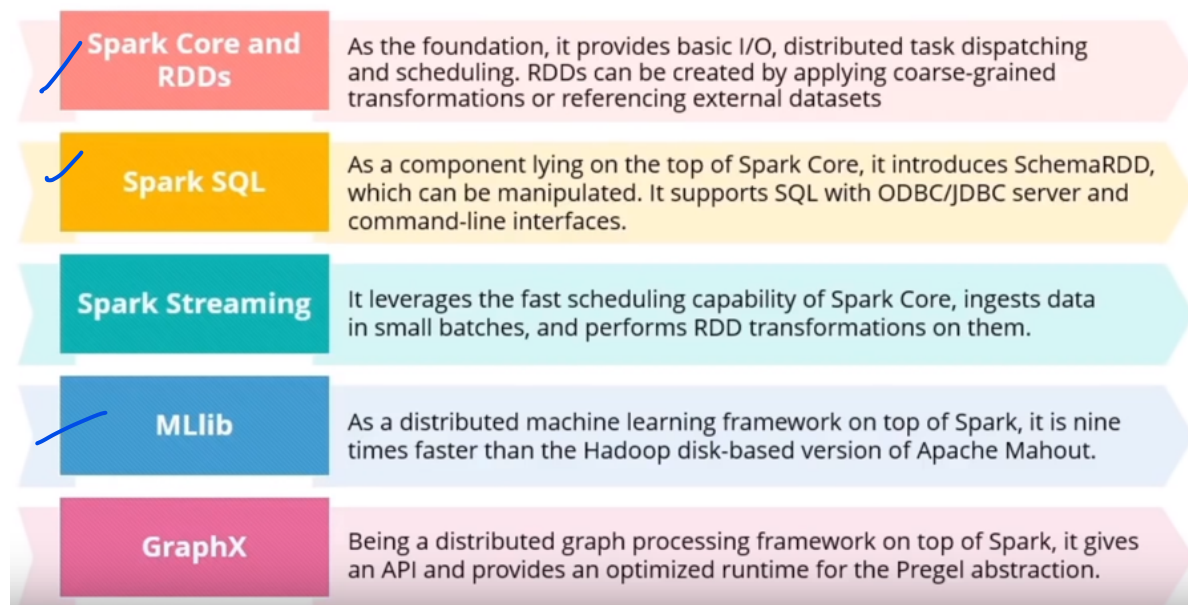 Spark Core and
RDDs
As the foundation, it provides basic I/O, distributed task dispatching
and scheduling. RDDs can be created by applying coarse-grained
transformations or referencing external datasets
Spark SQL
As a component lying on the top of Spark Core, it introduces SchemaRDD,
which can be manipulated. It supports SQL with ODBC/JDBC server and
command-line interfaces.
Spark Streaming
It leverages the fast scheduling capability of Spark Core, ingests data
in small batches, and performs RDD transformations on them.
MLlib
As a distributed machine learning framework on top of Spark, it is nine
times faster than the Hadoop disk-based version of Apache Mahout.
GraphX
Being a distributed graph processing framework on top of Spark, it gives
an API and provides an optimized runtime for the Pregel abstraction.